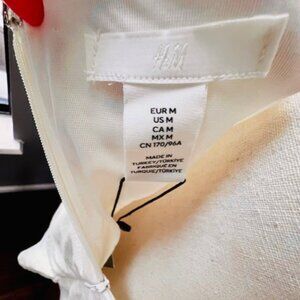 H&M
EUR M
US M
CA M
MX M
CN 170/96A
MADE IN
TURKEY/TÜRKIYE
FABRIQUÉ EN
TURQUIE/TÜRKIYE